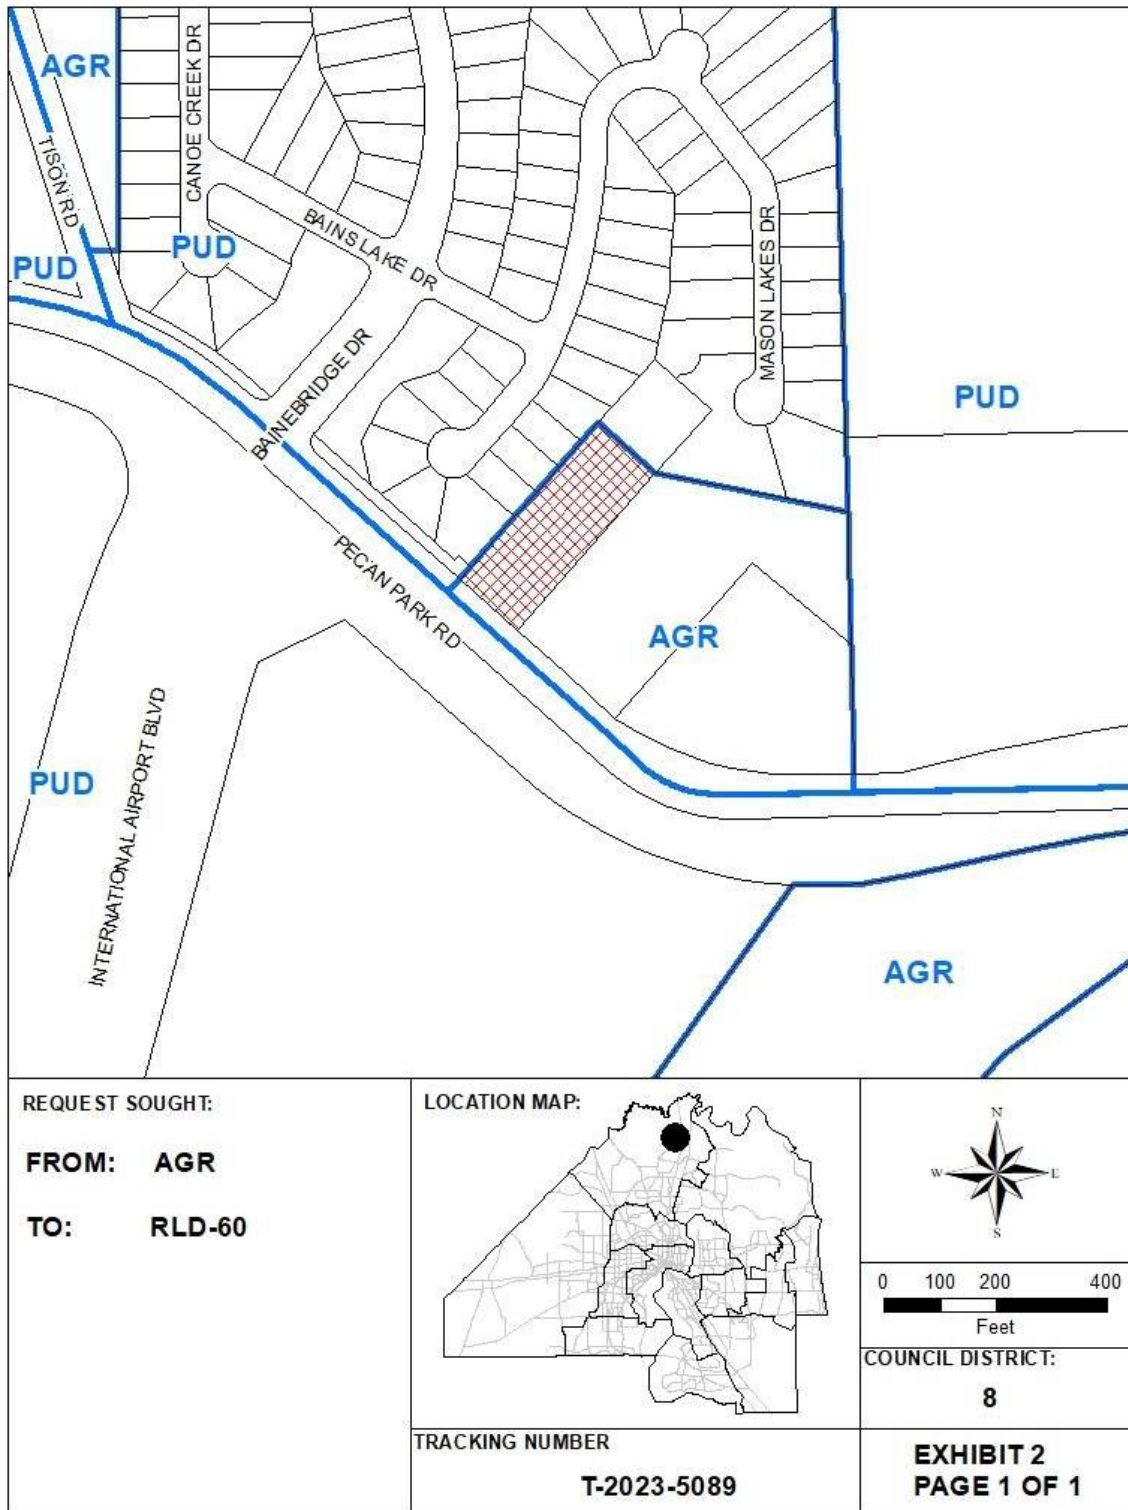 AGR
CANOE CREEK DR
TISON RD
BAINS LAKE DR
MASON LAKES DR
PUD
PUD
BAINEBRIDGE DR
PUD
PECAN PARK RD
AGR
INTERNATIONAL AIRPORT BLVD
PUD
AGR
REQUEST SOUGHT:
FROM: AGR
TO: RLD-60
LOCATION MAP:
N
W E
S
0 100 200 400
Feet
COUNCIL DISTRICT:
8
TRACKING NUMBER
T-2023-5089
EXHIBIT 2
PAGE 1 OF 1